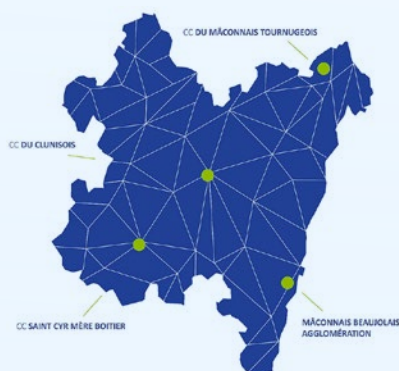 CC DU MÂCONNAIS TOURNUGEOIS
CC DU CLUNISOIS
CC SAINT CYR MÈRE BOITIER
MÂCONNAIS BEAUJOLAIS
AGGLOMÉRATION